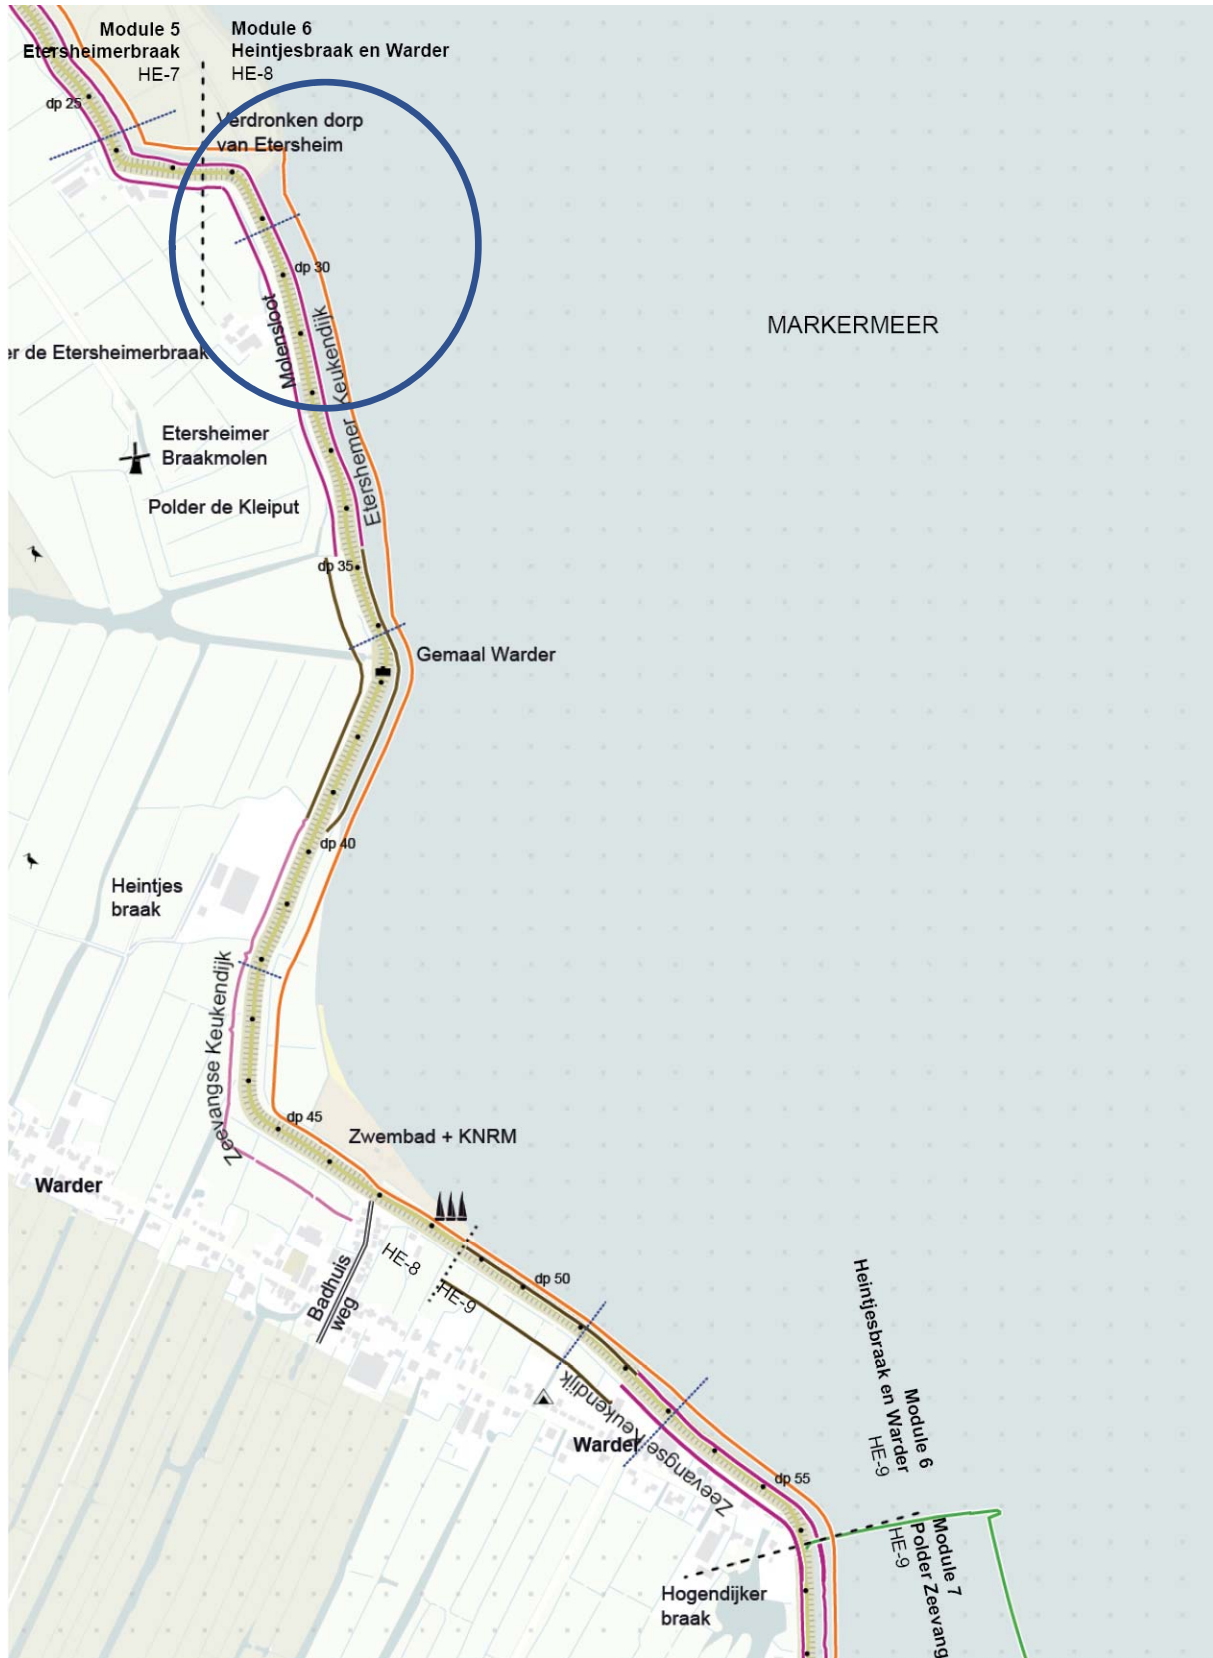 Module 5
Etersheimerbraak
HE-7
Module 6
Heintjesbraak en Warder
HE-8
dp 25
Verdronken dorp
van Etersheim
dp 30
MARKERMEER
Molensloot
Etershemer Keukendijk
er de Etersheimerbraak
Etersheimer
Braakmolen
Polder de Kleiput
dp 35
Gemaal Warder
dp 40
Heintjes
braak
Zeevangse Keukendijk
dp 45
Zwembad + KNRM
Warder
HE-8
HE-9
Badhuis
weg
dp 50
Zeevangse Keukendijk
Warder
dp 55
Module 6
Heintjesbraak en Warder
HE-9
Module 7
Polder Zeevang
HE-9
Hogendijker
braak